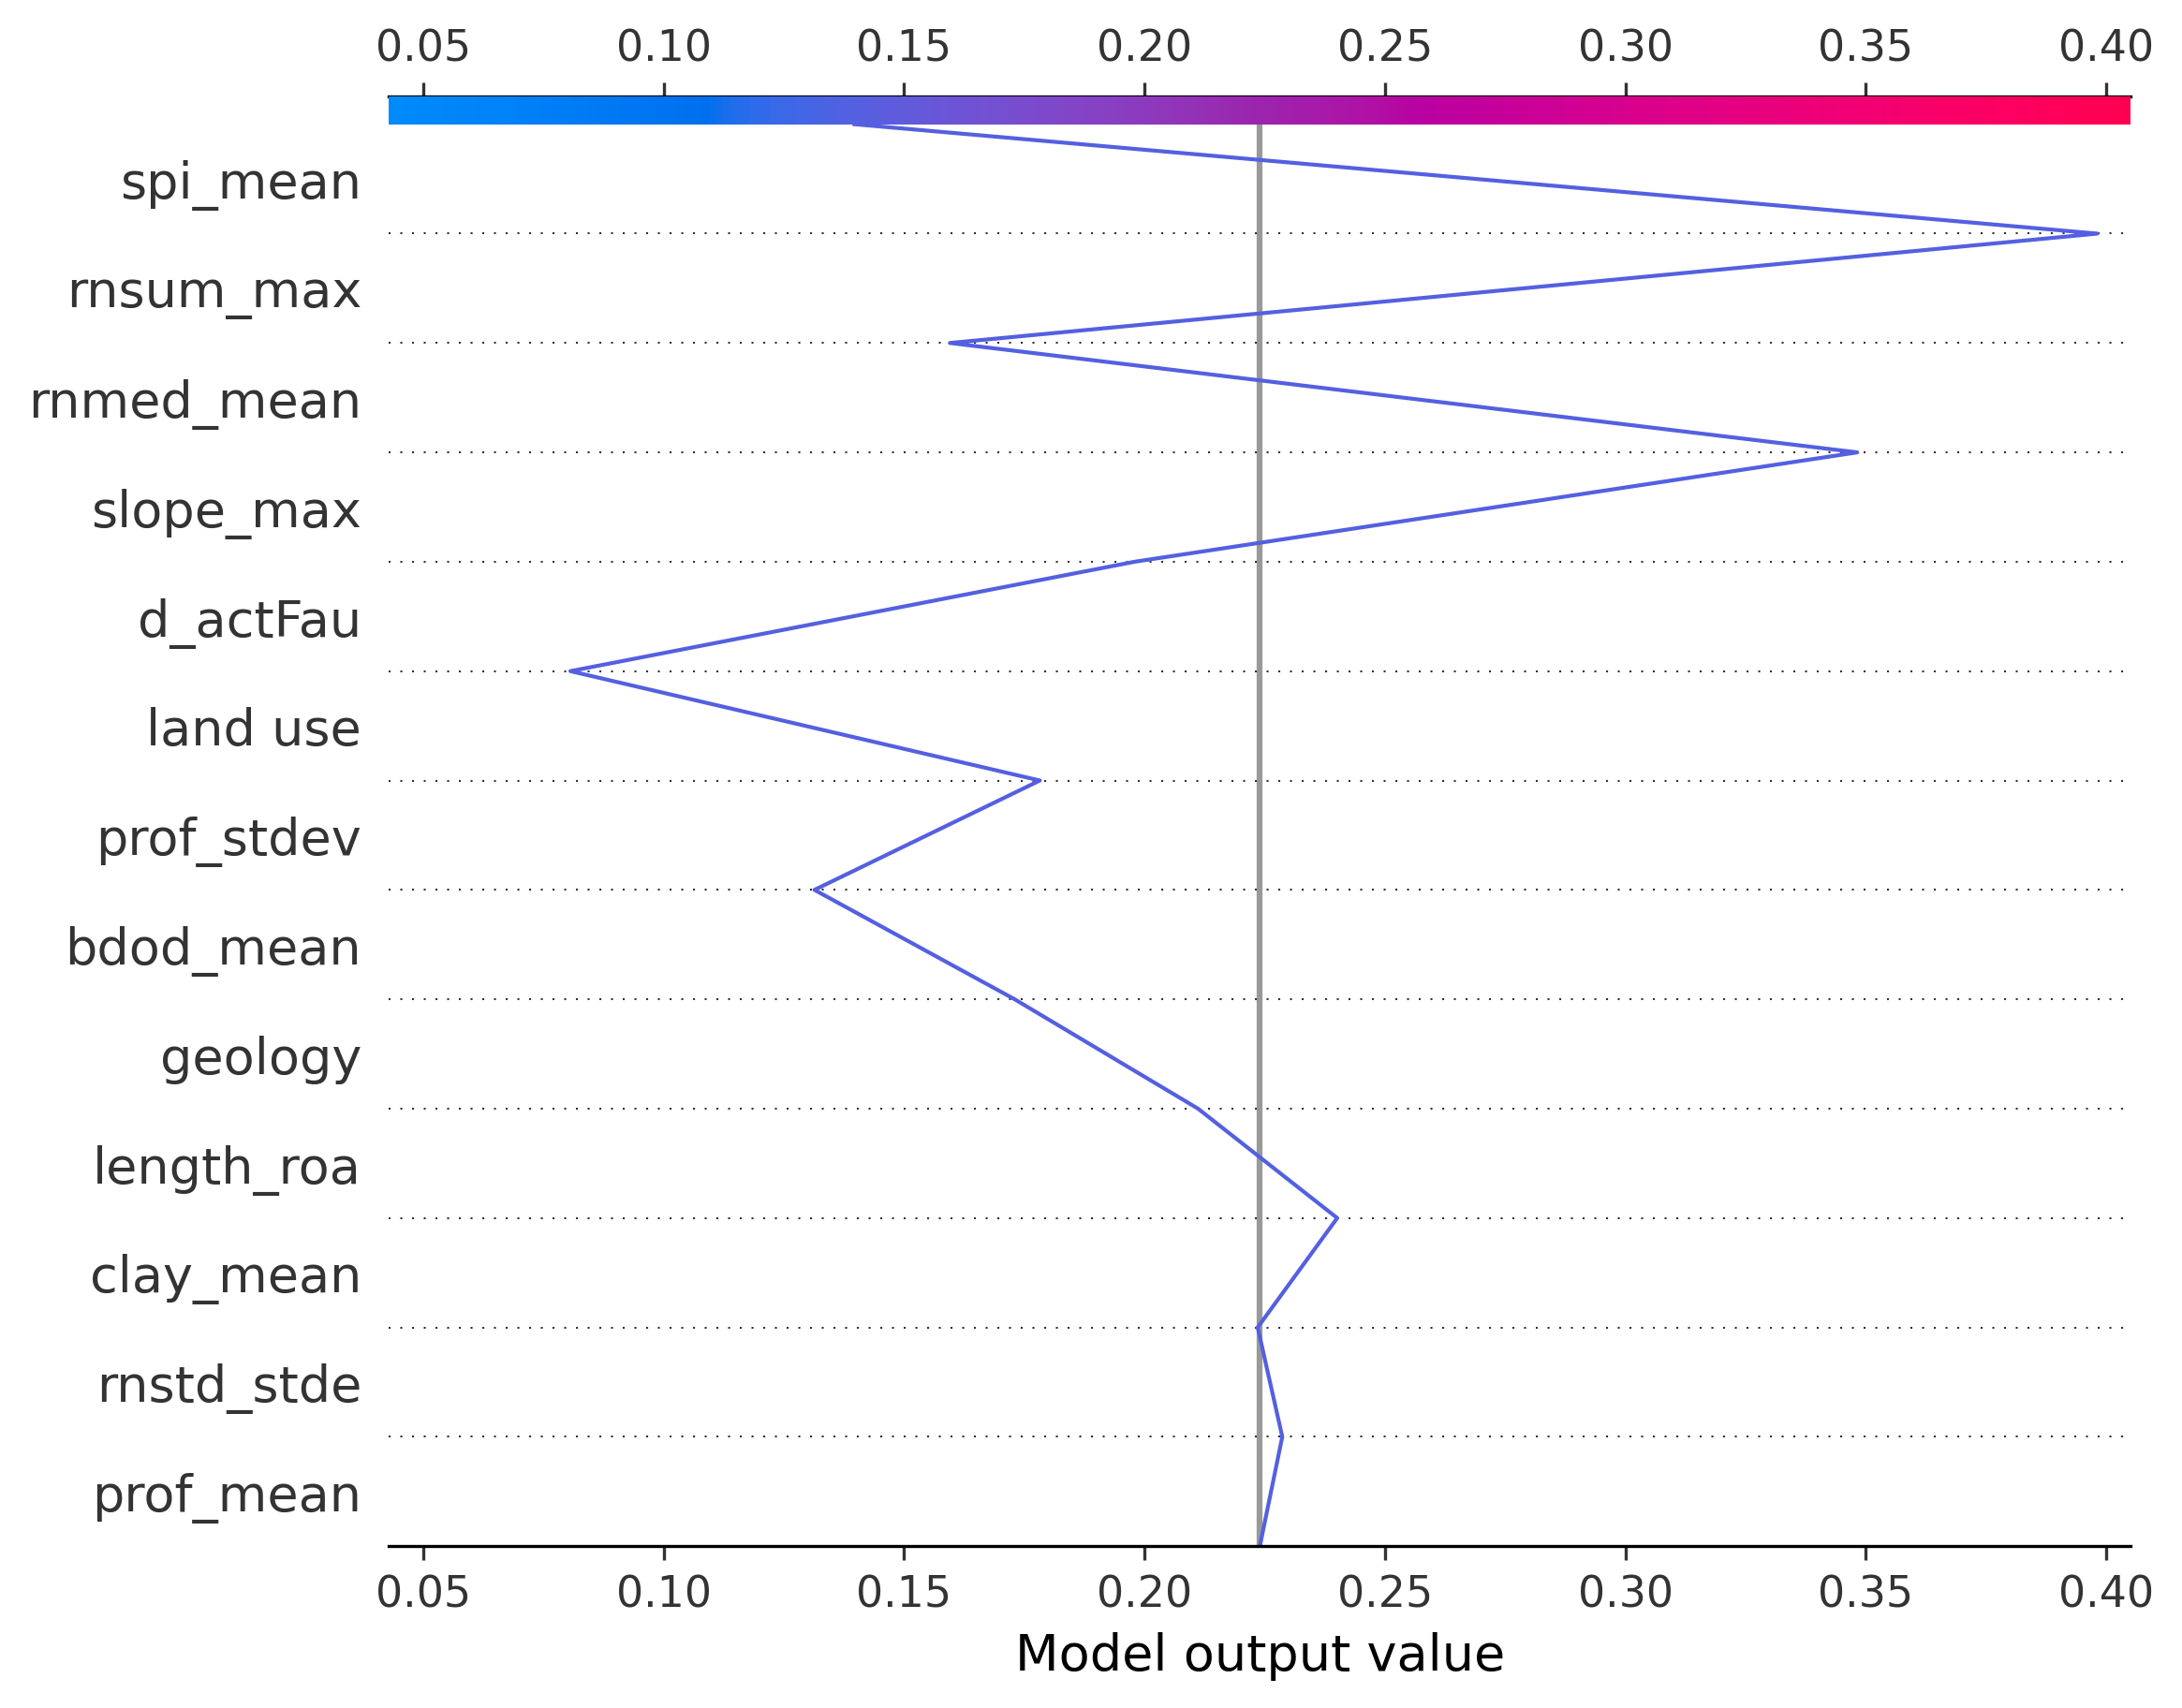 0.05 0.10 0.15 0.20 0.25 0.30 0.35 0.40
spi_mean
rnsum_max
rnmed_mean
slope_max
d_actFau
land use
prof_stdev
bdod_mean
geology
length_roa
clay_mean
rnstd_stde
prof_mean
0.05 0.10 0.15 0.20 0.25 0.30 0.35 0.40
Model output value